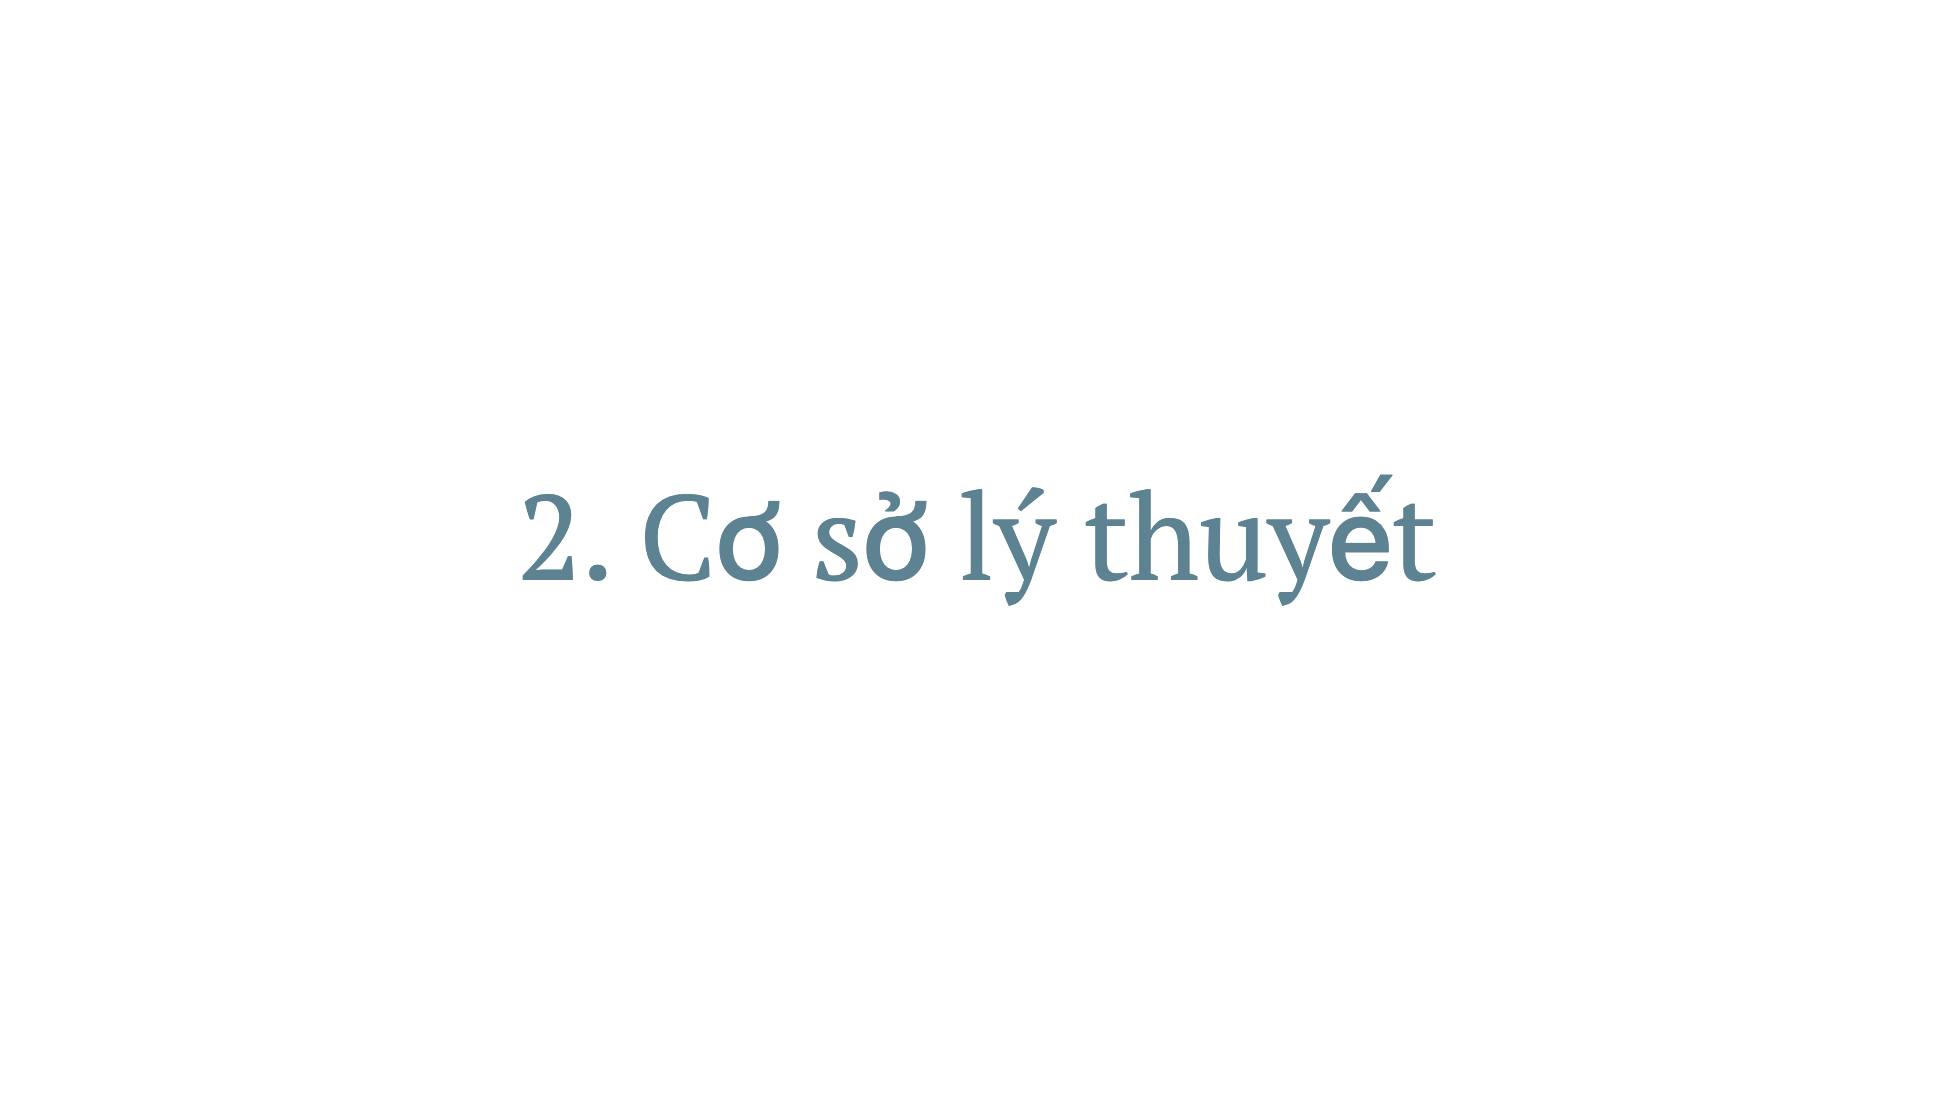 2. Cơ sở lý thuyết